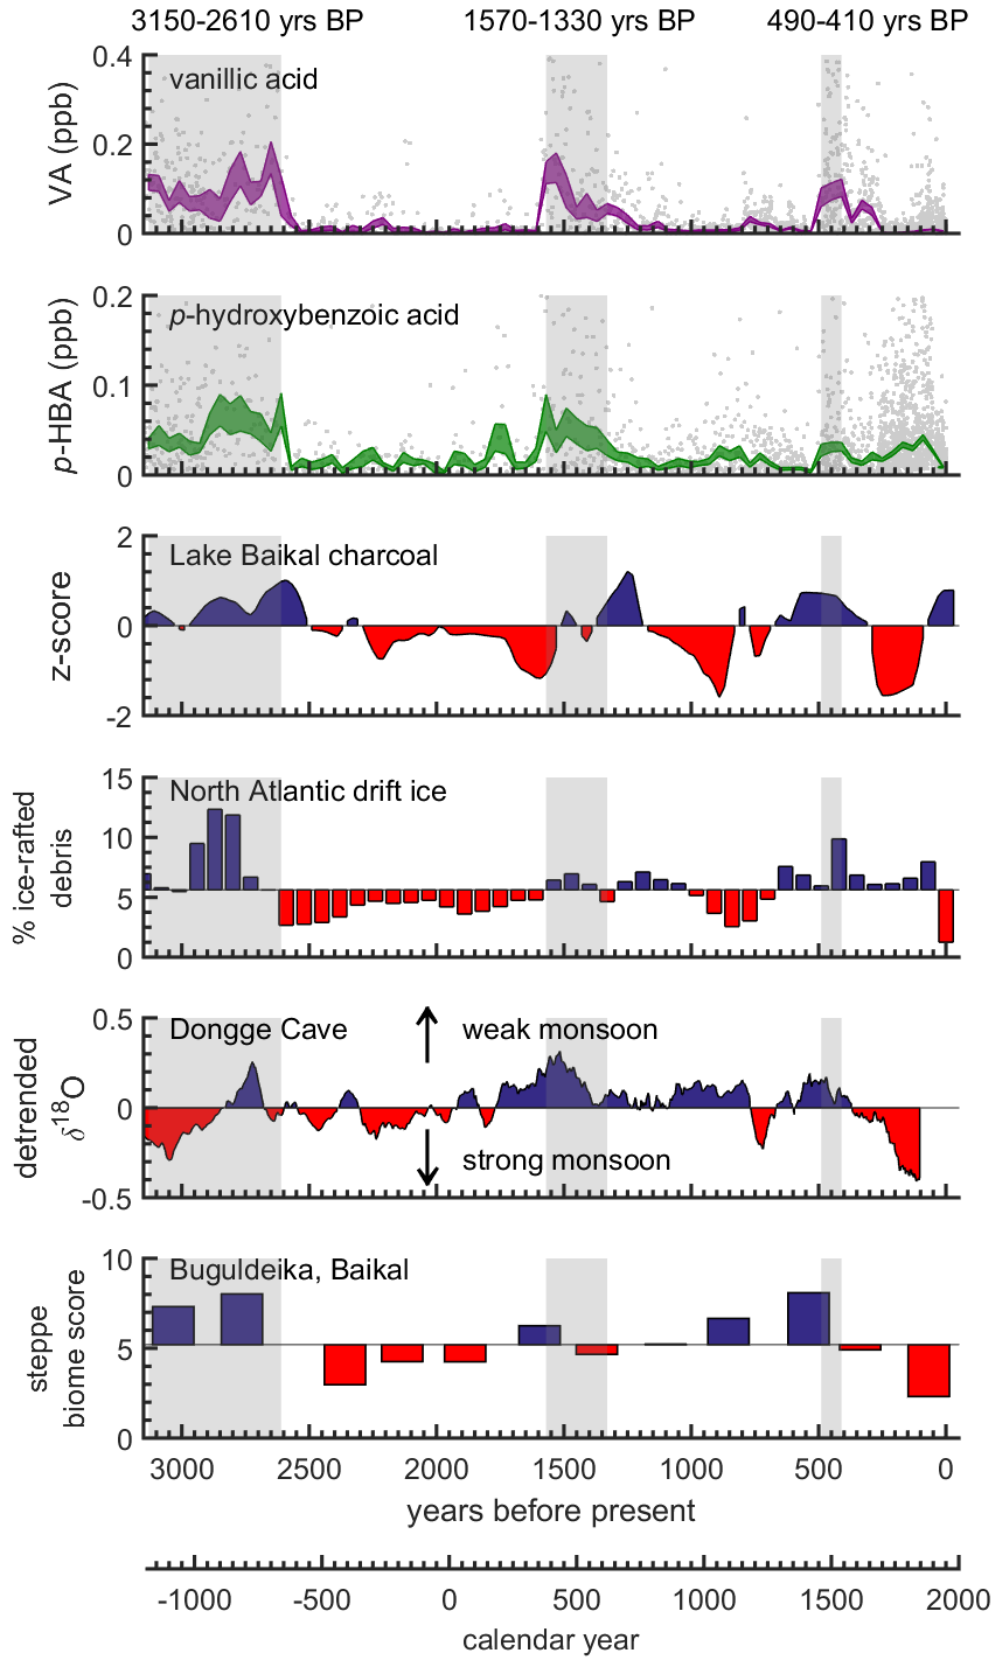 3150-2610 yrs BP 1570-1330 yrs BP 490-410 yrs BP
VA (ppb)
0.4
0.2
0
vanillic acid
p-HBA (ppb)
0.2
0.1
0
p-hydroxybenzoic acid
z-score
2
0
-2
Lake Baikal charcoal
% ice-rafted
debris
15
10
5
0
North Atlantic drift ice
detrended
δ18O
0.5
0
-0.5
Dongge Cave
weak monsoon
strong monsoon
steppe
biome score
10
5
0
Buguldeika, Baikal
3000 2500 2000 1500 1000 500 0
years before present
-1000 -500 0 500 1000 1500 2000
calendar year